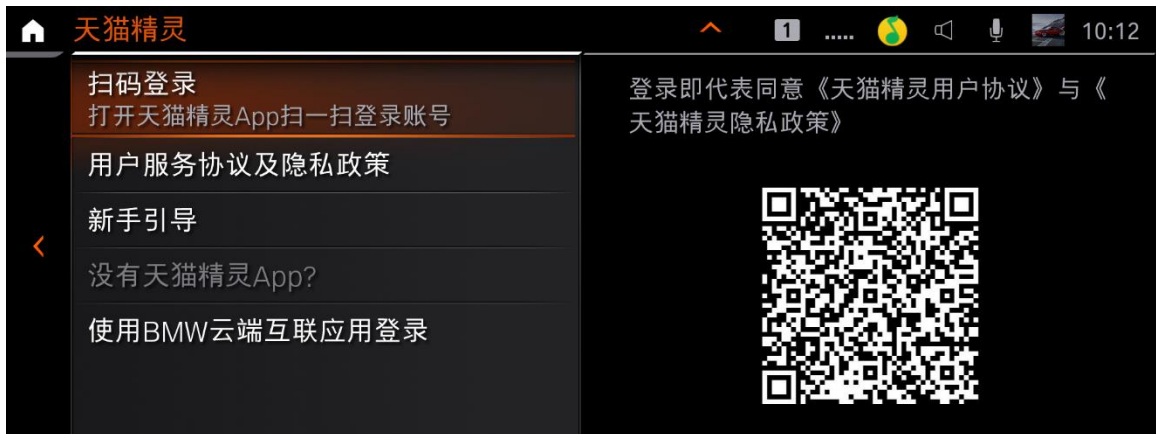 天猫精灵
1
.....
10:12
扫码登录
打开天猫精灵App扫一扫登录账号
用户服务协议及隐私政策
新手引导
没有天猫精灵App?
使用BMW云端互联应用登录
登录即代表同意《天猫精灵用户协议》与《
天猫精灵隐私政策》